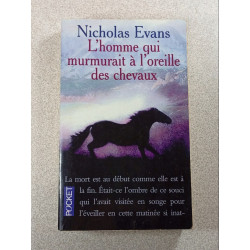 Nicholas Evans
L'homme qui
murmurait à l'oreille
des chevaux
La mort est au début comme elle est à
la fin. Était-ce l'ombre de ce souci
qui l'avait visitée en songe pour
l'éveiller en cette matinée si inat-
POCKET